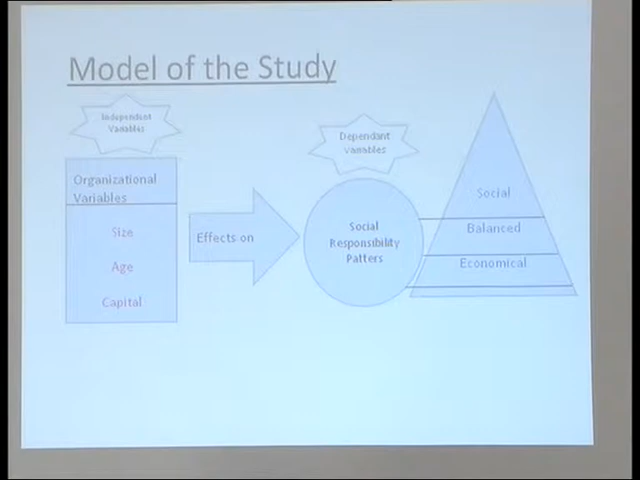 Model of the Study
Independent
Variables
Organizational
Variables
Size
Age
Capital
Effects on
Dependant
variables
Social
Responsibility
Patters
Social
Balanced
Economical